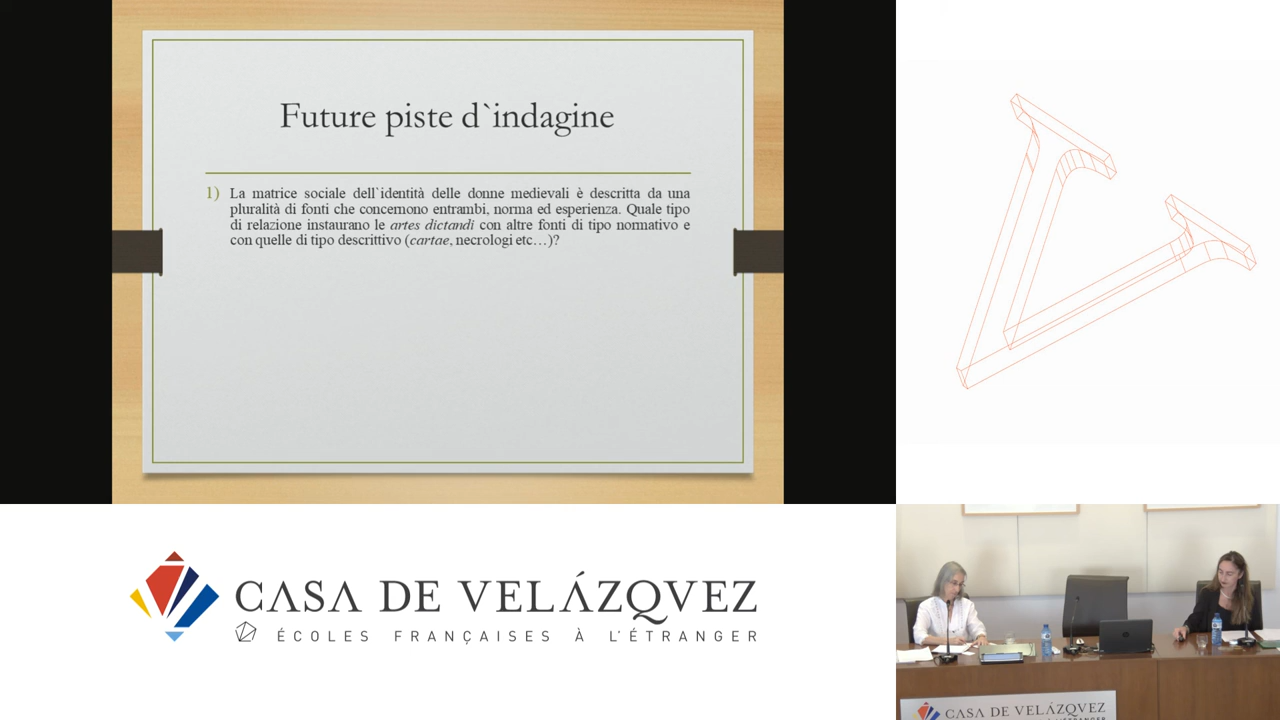 Future piste d`indagine
1) La matrice sociale dell`identità delle donne medievali è descritta da una
pluralità di fonti che concernono entrambi, norma ed esperienza. Quale tipo
di relazione instaurano le artes dictandi con altre fonti di tipo normativo e
con quelle di tipo descrittivo (cartae, necrologi etc…)?
CASA DE VELÁZQVEZ
ÉCOLES FRANÇAISES À L'ÉTRANGER
CASA DE VELÁZQVEZ